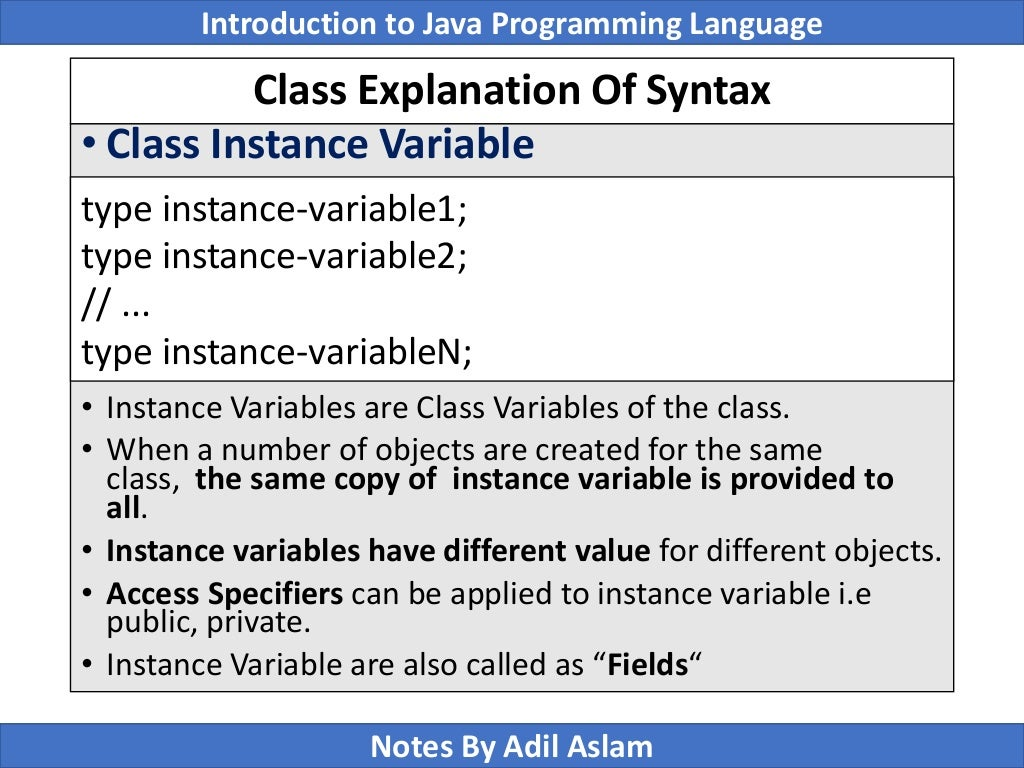 Introduction to Java Programming Language
Class Explanation Of Syntax
• Class Instance Variable
type instance-variable1;
type instance-variable2;
// ...
type instance-variableN;
• Instance Variables are Class Variables of the class.
• When a number of objects are created for the same
class,  the same copy of  instance variable is provided to
all.
• Instance variables have different value for different objects.
• Access Specifiers can be applied to instance variable i.e
public, private.
• Instance Variable are also called as “Fields“
Notes By Adil Aslam